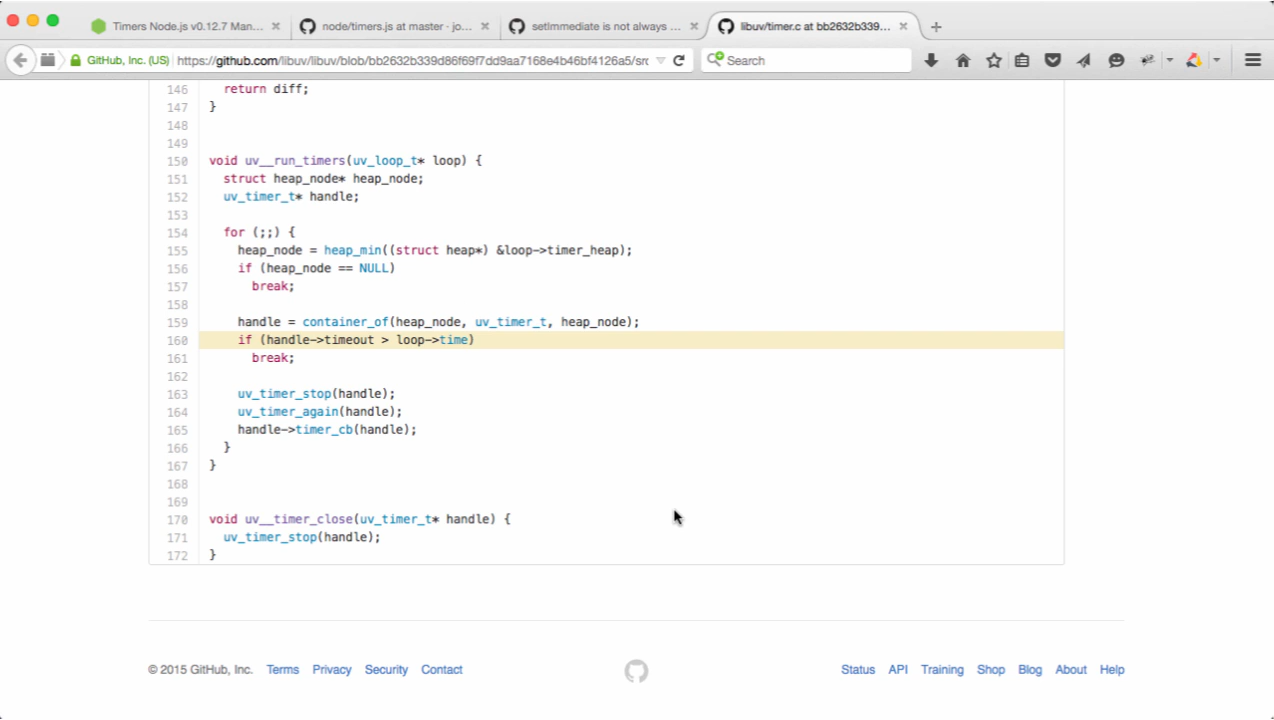 Timers Node.js v0.12.7 Man...
node/timers.js at master · jo...
setImmediate is not always ...
libuv/timer.c at bb2632b339...
GitHub, Inc. (US)
https://github.com/libuv/libuv/blob/bb2632b339d86f69f7dd9aa7168e4b46bf4126a5/src
Search
146 return diff;
147 }
148
149
150 void uv__run_timers(uv_loop_t* loop) {
151 struct heap_node* heap_node;
152 uv_timer_t* handle;
153
154 for (;;) {
155 heap_node = heap_min((struct heap*) &loop->timer_heap);
156 if (heap_node == NULL)
157 break;
158
159 handle = container_of(heap_node, uv_timer_t, heap_node);
160 if (handle->timeout > loop->time)
161 break;
162
163 uv_timer_stop(handle);
164 uv_timer_again(handle);
165 handle->timer_cb(handle);
166 }
167 }
168
169
170 void uv__timer_close(uv_timer_t* handle) {
171 uv_timer_stop(handle);
172 }
© 2015 GitHub, Inc. Terms Privacy Security Contact
Status API Training Shop Blog About Help